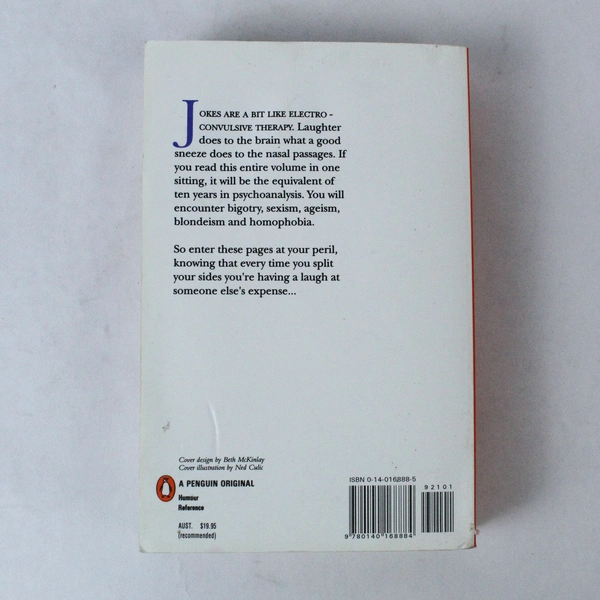 JOKES ARE A BIT LIKE ELECTRO-
CONVULSIVE THERAPY. Laughter
does to the brain what a good
sneeze does to the nasal passages. If
you read this entire volume in one
sitting, it will be the equivalent of
ten years in psychoanalysis. You will
encounter bigotry, sexism, ageism,
blondeism and homophobia.
So enter these pages at your peril,
knowing that every time you split
your sides you're having a laugh at
someone else's expense...
Cover design by Beth McKinlay
Cover illustration by Ned Culic
A PENGUIN ORIGINAL
Humour
Reference
AUST. $19.95
(recommended)
ISBN 0-14-016888-5
92101
9 780140 168884